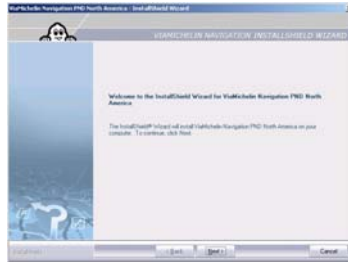 ViaMichelin Navigation PND North America - InstallShield Wizard
VIAMICHELIN NAVIGATION INSTALLSHIELD WIZARD
Welcome to the InstallShield Wizard for ViaMichelin Navigation PND North
America
The InstallShield® Wizard will install ViaMichelin Navigation PND North America on your
computer. To continue, click Next.
InstallShield
< Back
Next >
Cancel